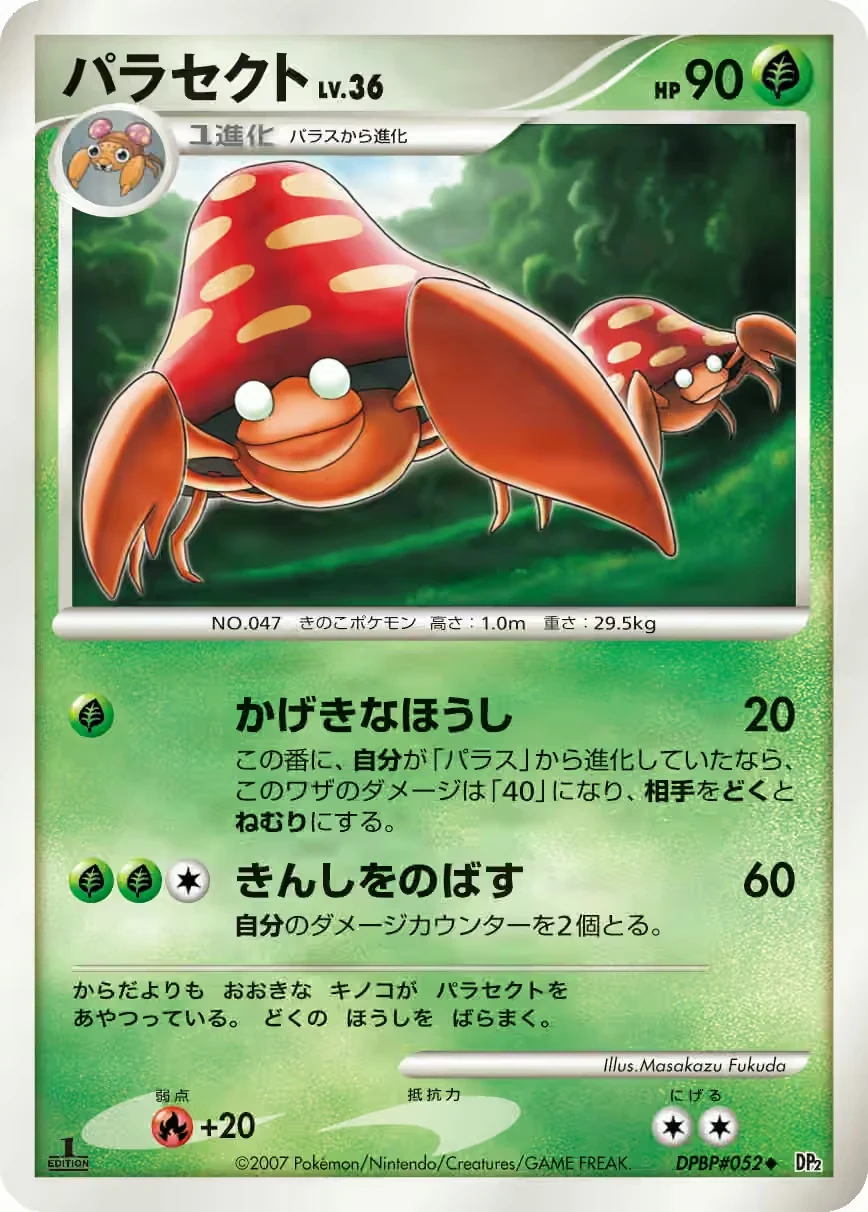 パラセクト LV.36
HP 90
1進化 パラスから進化
NO.047 きのこポケモン 高さ:1.0m 重さ:29.5kg
かげきなほうし 20
この番に、自分が「パラス」から進化していたなら、
このワザのダメージは「40」になり、相手をどくと
ねむりにする。
きんしをのばす 60
自分のダメージカウンターを2個とる。
からだよりも おおきな キノコが パラセクトを
あやつっている。 どくの ほうしを ばらまく。
Illus.Masakazu Fukuda
弱点 抵抗力 にげる
+20
1 EDITION
©2007 Pokémon/Nintendo/Creatures/GAME FREAK.
DPBP#052◆ DP2